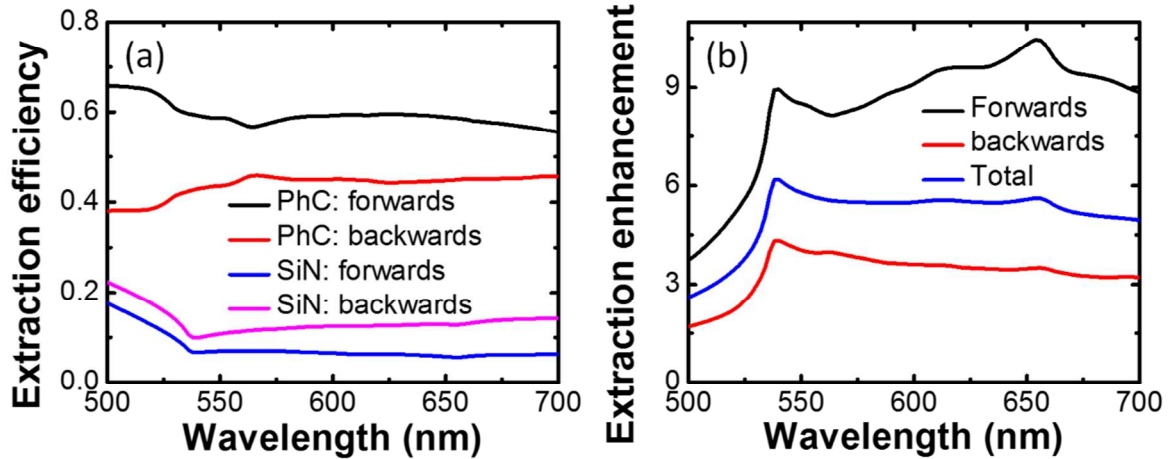 (a)
Extraction efficiency
0.8
0.6
0.4
0.2
0.0
PhC: forwards
PhC: backwards
SiN: forwards
SiN: backwards
500 550 600 650 700
Wavelength (nm)
(b)
Extraction enhancement
9
6
3
0
Forwards
backwards
Total
500 550 600 650 700
Wavelength (nm)